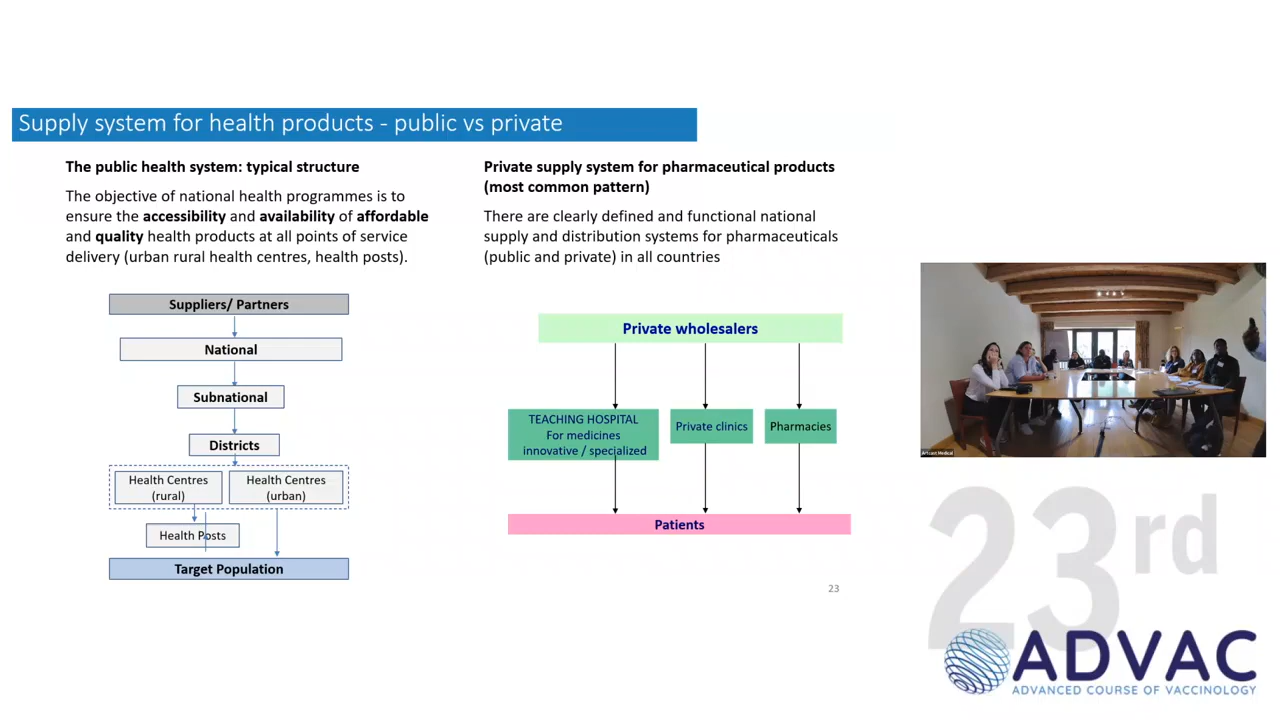 Supply system for health products - public vs private
The public health system: typical structure
The objective of national health programmes is to
ensure the accessibility and availability of affordable
and quality health products at all points of service
delivery (urban rural health centres, health posts).
Suppliers/ Partners
National
Subnational
Districts
Health Centres
(rural)
Health Centres
(urban)
Health Posts
Target Population
Private supply system for pharmaceutical products
(most common pattern)
There are clearly defined and functional national
supply and distribution systems for pharmaceuticals
(public and private) in all countries
Private wholesalers
TEACHING HOSPITAL
For medicines
innovative / specialized
Private clinics
Pharmacies
Patients
23
Artcast Medical
23rd
ADVAC
ADVANCED COURSE OF VACCINOLOGY